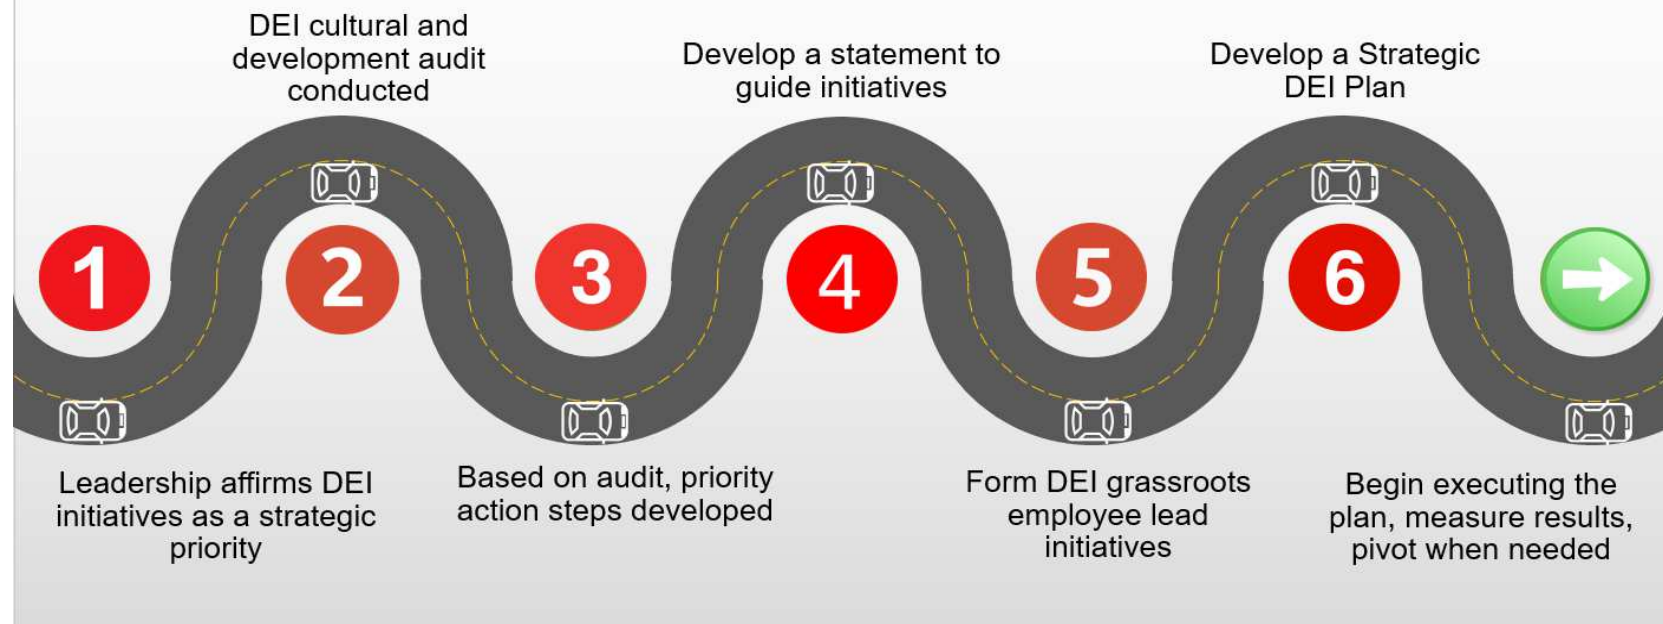 DEI cultural and
development audit
conducted
Develop a statement to
guide initiatives
Develop a Strategic
DEI Plan
1
2
3
4
5
6
Leadership affirms DEI
initiatives as a strategic
priority
Based on audit, priority
action steps developed
Form DEI grassroots
employee lead
initiatives
Begin executing the
plan, measure results,
pivot when needed